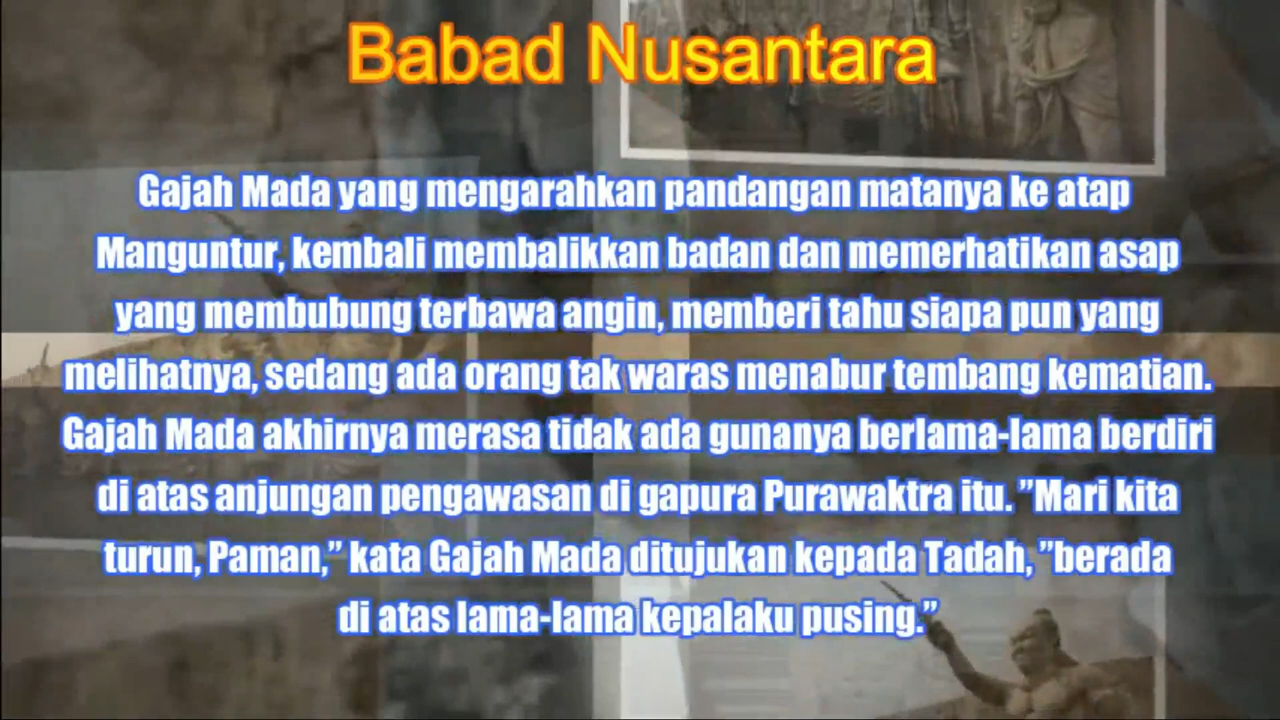 Babad Nusantara
Gajah Mada yang mengarahkan pandangan matanya ke atap
Manguntur, kembali membalikkan badan dan memerhatikan asap
yang membubung terbawa angin, memberi tahu siapa pun yang
melihatnya, sedang ada orang tak waras menabur tembang kematian.
Gajah Mada akhirnya merasa tidak ada gunanya berlama-lama berdiri
di atas anjungan pengawasan di gapura Purawaktra itu. ”Mari kita
turun, Paman,” kata Gajah Mada ditujukan kepada Tadah, ”berada
di atas lama-lama kepalaku pusing.”